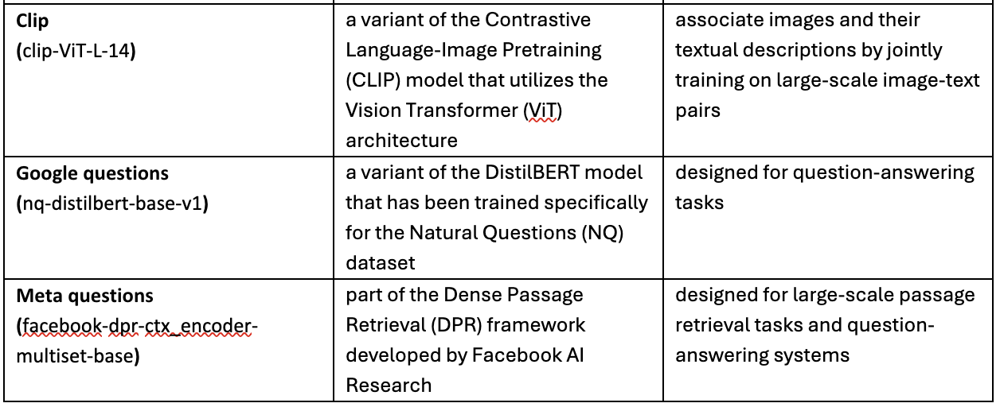 Clip
(clip-ViT-L-14)
a variant of the Contrastive
Language-Image Pretraining
(CLIP) model that utilizes the
Vision Transformer (ViT)
architecture
associate images and their
textual descriptions by jointly
training on large-scale image-text
pairs
Google questions
(nq-distilbert-base-v1)
a variant of the DistilBERT model
that has been trained specifically
for the Natural Questions (NQ)
dataset
designed for question-answering
tasks
Meta questions
(facebook-dpr-ctx_encoder-
multiset-base)
part of the Dense Passage
Retrieval (DPR) framework
developed by Facebook AI
Research
designed for large-scale passage
retrieval tasks and question-
answering systems